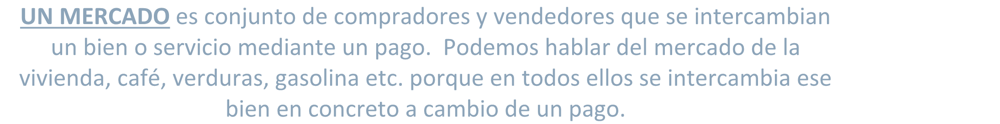 UN MERCADO es conjunto de compradores y vendedores que se intercambian
un bien o servicio mediante un pago.  Podemos hablar del mercado de la
vivienda, café, verduras, gasolina etc. porque en todos ellos se intercambia ese
bien en concreto a cambio de un pago.